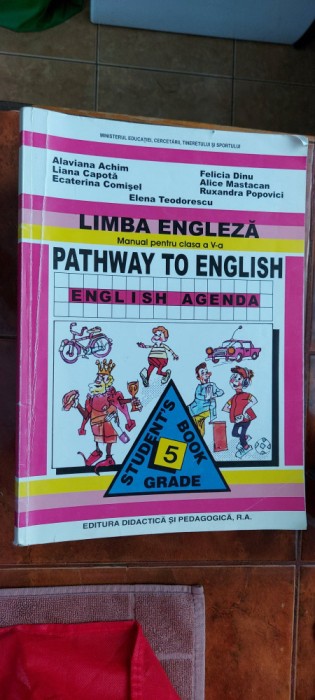 MINISTERUL EDUCAȚIEI, CERCETĂRII, TINERETULUI ȘI SPORTULUI
Alaviana Achim
Liana Capotă
Ecaterina Comișel
Felicia Dinu
Alice Mastacan
Ruxandra Popovici
Elena Teodorescu
LIMBA ENGLEZĂ
Manual pentru clasa a V-a
PATHWAY TO ENGLISH
ENGLISH AGENDA
STUDENT'S BOOK
5
GRADE
EDITURA DIDACTICĂ ȘI PEDAGOGICĂ, R.A.